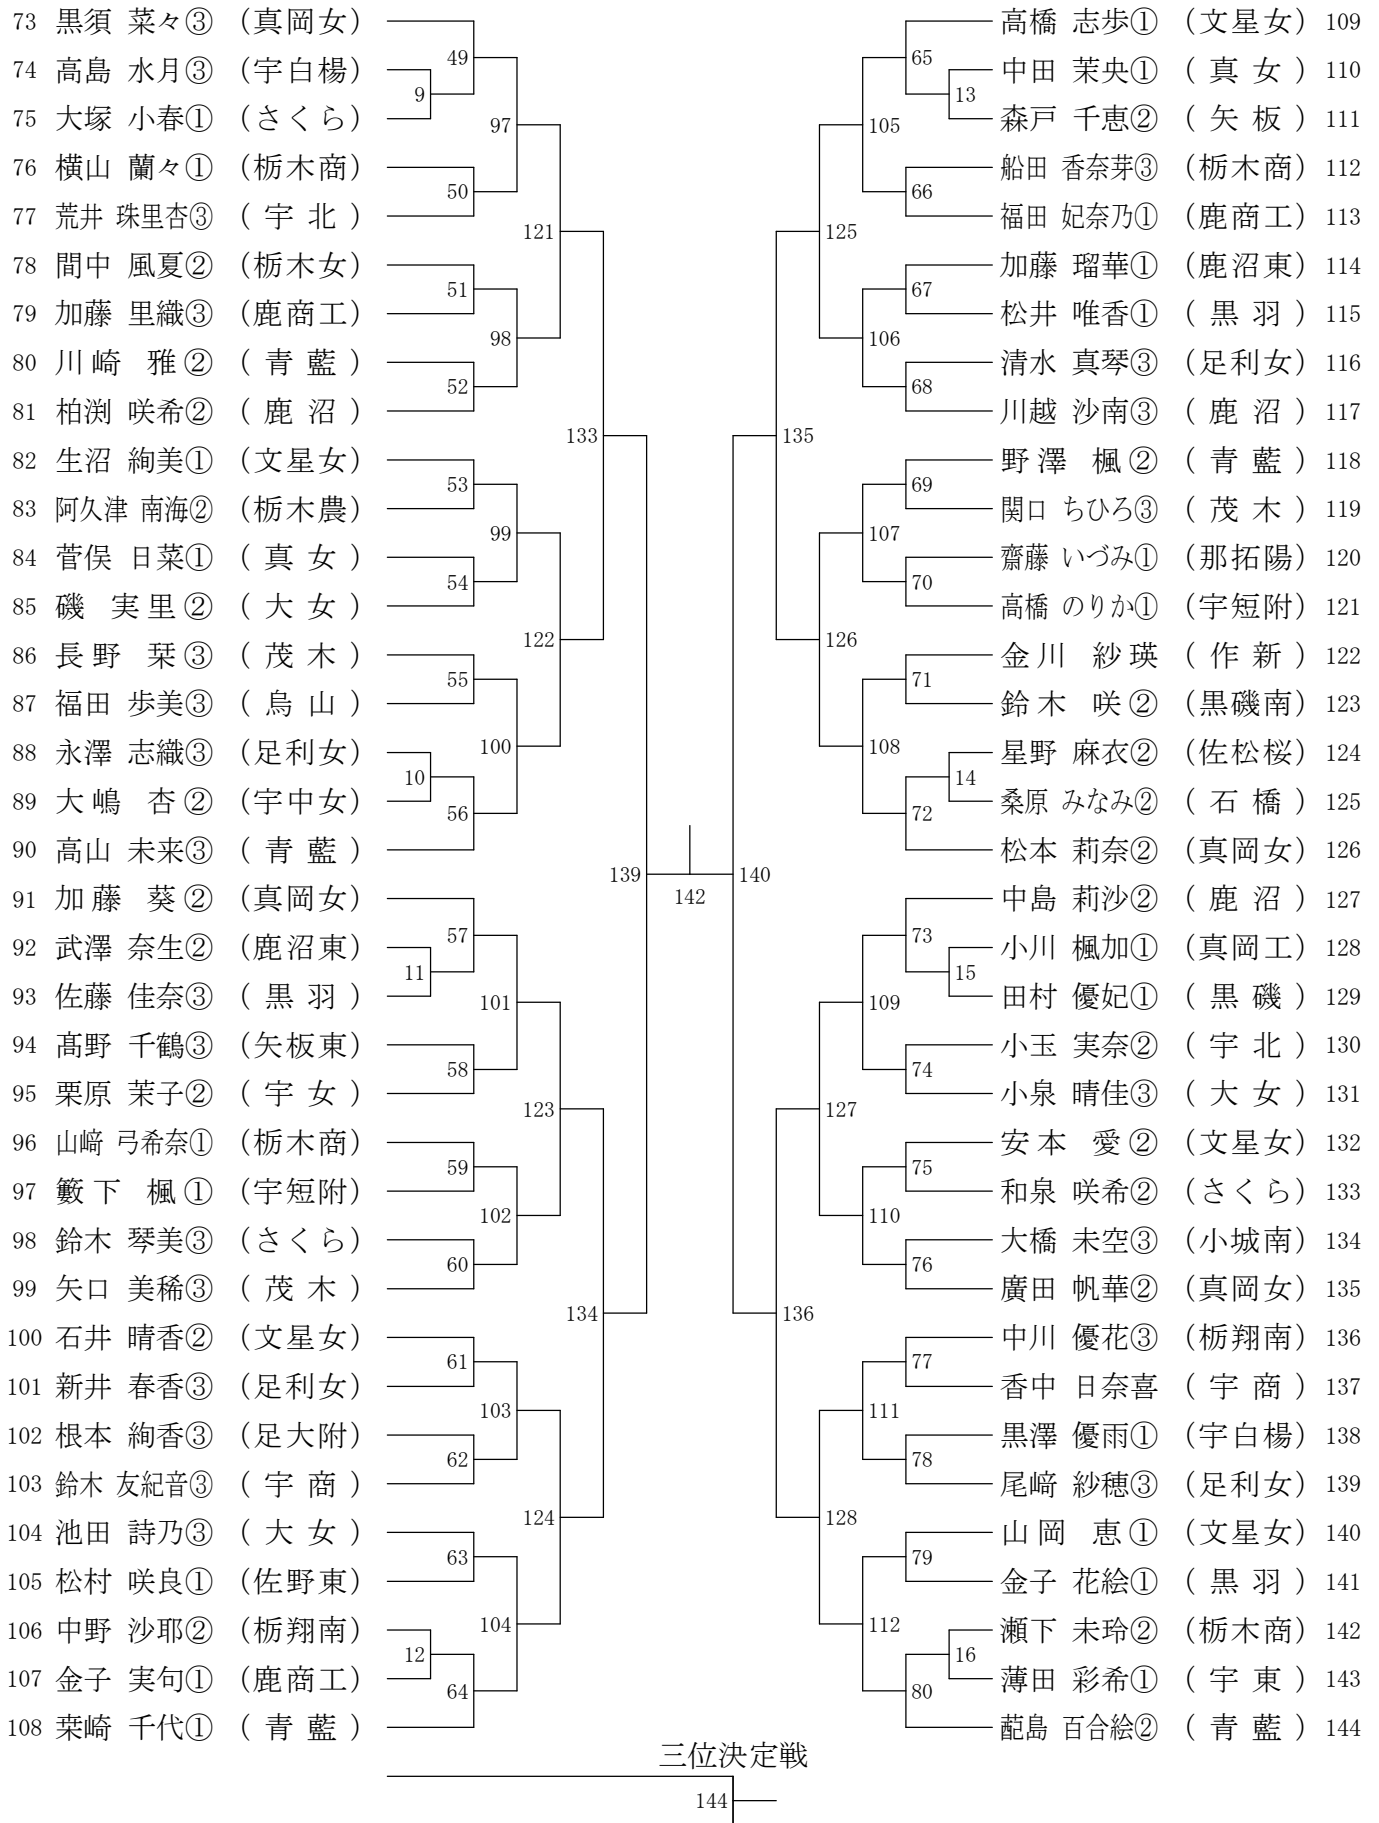 73 黒須 菜々③ (真岡女)
74 高島 水月③ (宇白楊)
75 大塚 小春① (さくら)
76 横山 蘭々① (栃木商)
77 荒井 珠里杏③ (宇北)
78 間中 風夏② (栃木女)
79 加藤 里織③ (鹿商工)
80 川崎 雅② (青藍)
81 柏渕 咲希② (鹿沼)
82 生沼 絢美① (文星女)
83 阿久津 南海② (栃木農)
84 菅俣 日菜① (真女)
85 磯 実里② (大女)
86 長野 栞③ (茂木)
87 福田 歩美③ (烏山)
88 永澤 志織③ (足利女)
89 大嶋 杏② (宇中女)
90 高山 未来③ (青藍)
91 加藤 葵② (真岡女)
92 武澤 奈生② (鹿沼東)
93 佐藤 佳奈③ (黒羽)
94 髙野 千鶴③ (矢板東)
95 栗原 茉子② (宇女)
96 山﨑 弓希奈① (栃木商)
97 籔下 楓① (宇短附)
98 鈴木 琴美③ (さくら)
99 矢口 美稀③ (茂木)
100 石井 晴香② (文星女)
101 新井 春香③ (足利女)
102 根本 絢香③ (足大附)
103 鈴木 友紀音③ (宇商)
104 池田 詩乃③ (大女)
105 松村 咲良① (佐野東)
106 中野 沙耶② (栃翔南)
107 金子 実句① (鹿商工)
108 桒崎 千代① (青藍)
49
9
97
50
121
51
98
52
133
53
99
54
122
55
100
10
56
139
57
11
101
58
123
59
102
60
134
61
103
62
124
63
104
12
64
142
140
65
13
105
66
125
67
106
68
135
69
107
70
126
71
108
14
72
73
15
109
74
127
75
110
76
136
77
111
78
128
79
112
16
80
高橋 志歩① (文星女) 109
中田 茉央① (真女) 110
森戸 千恵② (矢板) 111
船田 香奈芽③ (栃木商) 112
福田 妃奈乃① (鹿商工) 113
加藤 瑠華① (鹿沼東) 114
松井 唯香① (黒羽) 115
清水 真琴③ (足利女) 116
川越 沙南③ (鹿沼) 117
野澤 楓② (青藍) 118
関口 ちひろ③ (茂木) 119
齋藤 いづみ① (那拓陽) 120
高橋 のりか① (宇短附) 121
金川 紗瑛 (作新) 122
鈴木 咲② (黒磯南) 123
星野 麻衣② (佐松桜) 124
桑原 みなみ② (石橋) 125
松本 莉奈② (真岡女) 126
中島 莉沙② (鹿沼) 127
小川 楓加① (真岡工) 128
田村 優妃① (黒磯) 129
小玉 実奈② (宇北) 130
小泉 晴佳③ (大女) 131
安本 愛② (文星女) 132
和泉 咲希② (さくら) 133
大橋 未空③ (小城南) 134
廣田 帆華② (真岡女) 135
中川 優花③ (栃翔南) 136
香中 日奈喜 (宇商) 137
黒澤 優雨① (宇白楊) 138
尾﨑 紗穂③ (足利女) 139
山岡 恵① (文星女) 140
金子 花絵① (黒羽) 141
瀬下 未玲② (栃木商) 142
薄田 彩希① (宇東) 143
蓜島 百合絵② (青藍) 144
三位決定戦
144